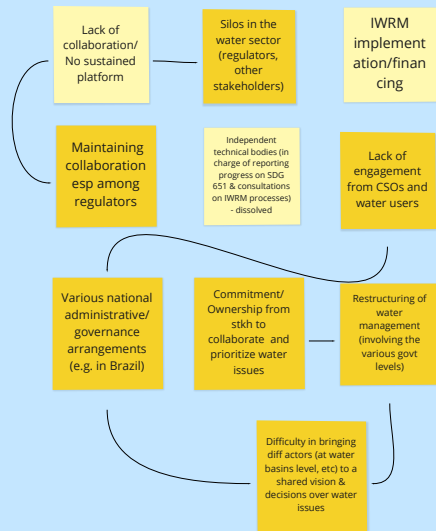 Lack of
collaboration/
No sustained
platform
Silos in the
water sector
(regulators,
other
stakeholders)
IWRM
implement
ation/finan
cing
Maintaining
collaboration
esp among
regulators
Independent
technical bodies (in
charge of reporting
progress on SDG
651 & consultations
on IWRM processes)
- dissolved
Lack of
engagement
from CSOs and
water users
Various national
administrative/
governance
arrangements
(e.g. in Brazil)
Commitment/
Ownership from
stkh to
collaborate and
prioritize water
issues
Restructuring of
water
management
(involving the
various govt
levels)
Difficulty in bringing
diff actors (at water
basins level, etc) to a
shared vision &
decisions over water
issues